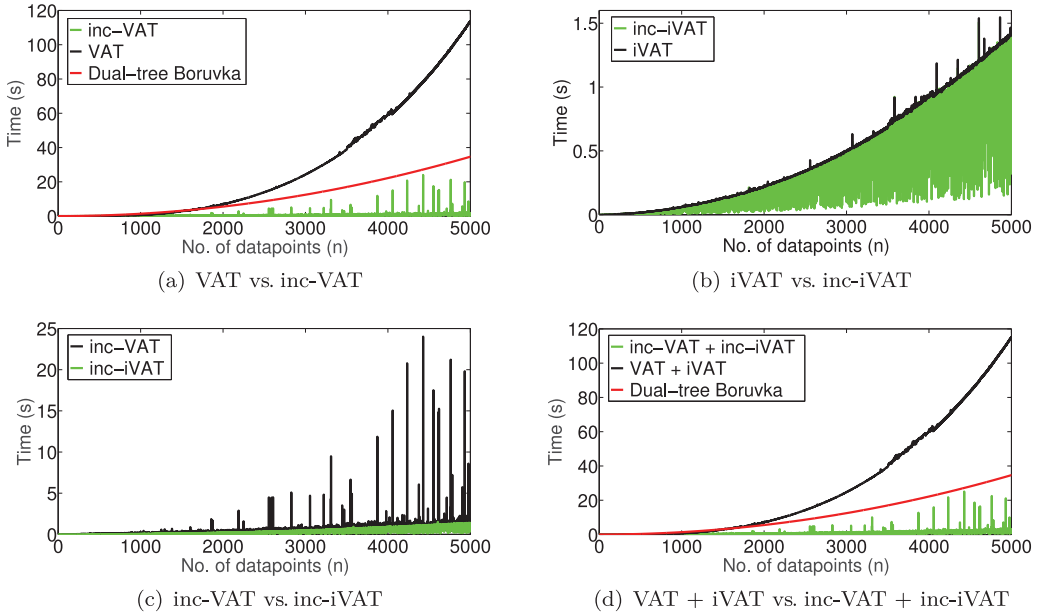 120
100
80
60
40
20
0
Time (s)
inc-VAT
VAT
Dual-tree Boruvka
0 1000 2000 3000 4000 5000
No. of datapoints (n)
(a) VAT vs. inc-VAT
1.5
1
0.5
0
Time (s)
inc-iVAT
iVAT
0 1000 2000 3000 4000 5000
No. of datapoints (n)
(b) iVAT vs. inc-iVAT
25
20
15
10
5
0
Time (s)
inc-VAT
inc-iVAT
0 1000 2000 3000 4000 5000
No. of datapoints (n)
(c) inc-VAT vs. inc-iVAT
120
100
80
60
40
20
0
Time (s)
inc-VAT + inc-iVAT
VAT + iVAT
Dual-tree Boruvka
0 1000 2000 3000 4000 5000
No. of datapoints (n)
(d) VAT + iVAT vs. inc-VAT + inc-iVAT